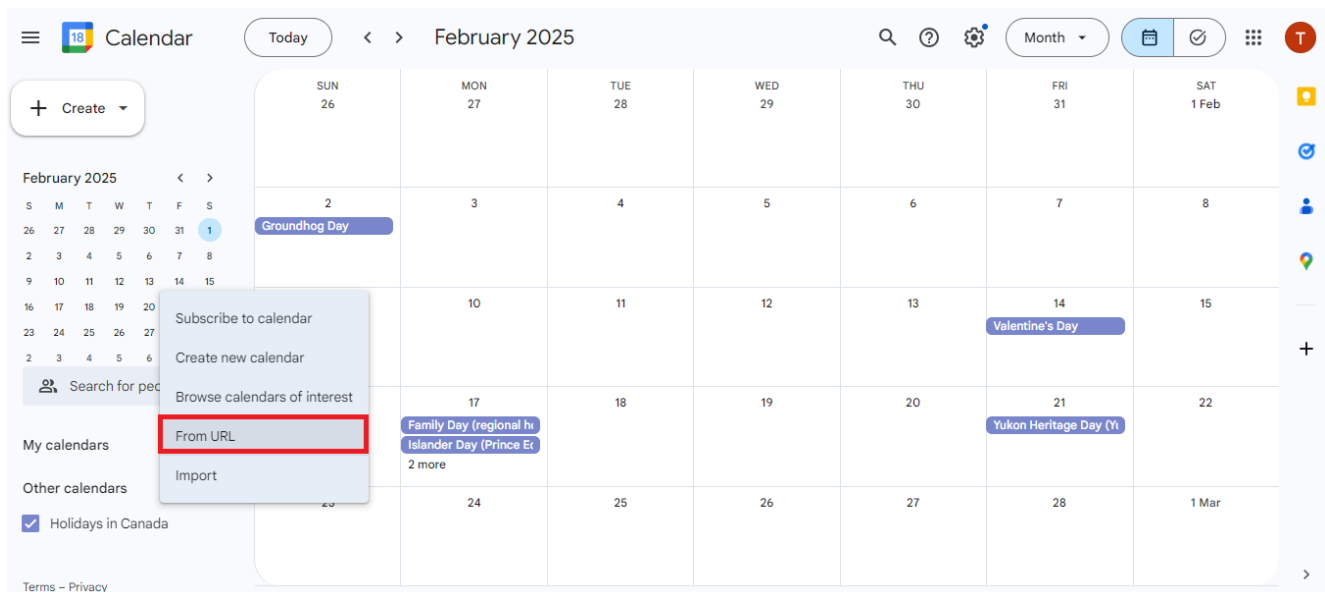 18 Calendar Today February 2025 Month T
Create
February 2025
S M T W T F S
26 27 28 29 30 31 1
2 3 4 5 6 7 8
9 10 11 12 13 14 15
16 17 18 19 20
23 24 25 26 27
2 3 4 5 6
Search for pec
My calendars
Other calendars
Holidays in Canada
Terms – Privacy
Subscribe to calendar
Create new calendar
Browse calendars of interest
From URL
Import
SUN MON TUE WED THU FRI SAT
26 27 28 29 30 31 1 Feb
2 3 4 5 6 7 8
Groundhog Day
10 11 12 13 14 15
Valentine's Day
17 18 19 20 21 22
Family Day (regional h Yukon Heritage Day (Y
Islander Day (Prince E
2 more
23 24 25 26 27 28 1 Mar